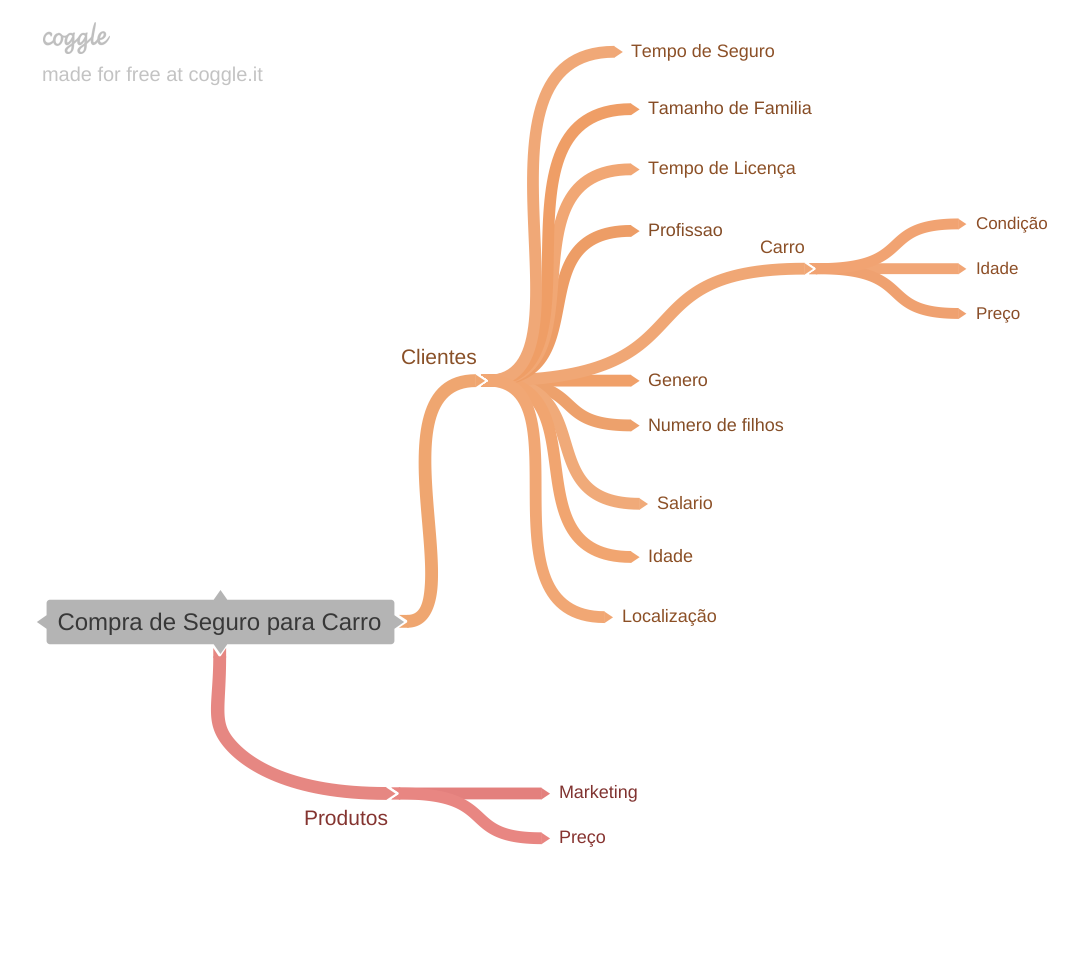 coggle
made for free at coggle.it
Tempo de Seguro
Tamanho de Familia
Tempo de Licença
Profissao
Carro
Condição
Idade
Preço
Clientes
Genero
Numero de filhos
Salario
Idade
Localização
Compra de Seguro para Carro
Produtos
Marketing
Preço